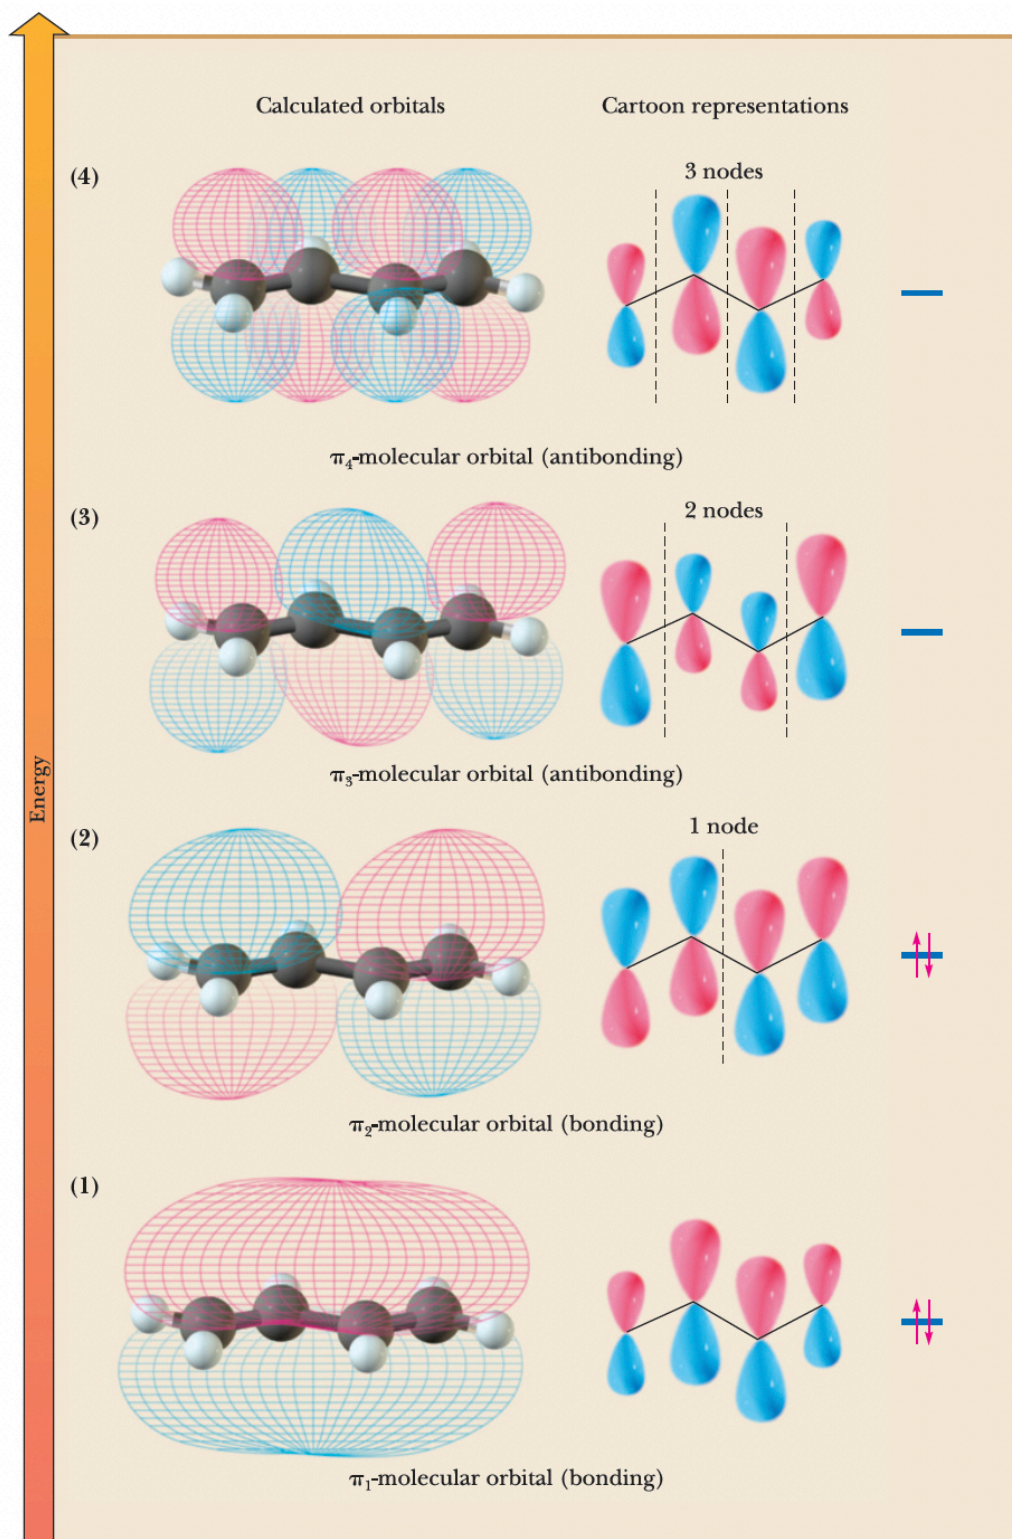 Calculated orbitals
Cartoon representations
(4)
3 nodes
π₄-molecular orbital (antibonding)
(3)
2 nodes
π₃-molecular orbital (antibonding)
Energy
(2)
1 node
π₂-molecular orbital (bonding)
(1)
π₁-molecular orbital (bonding)